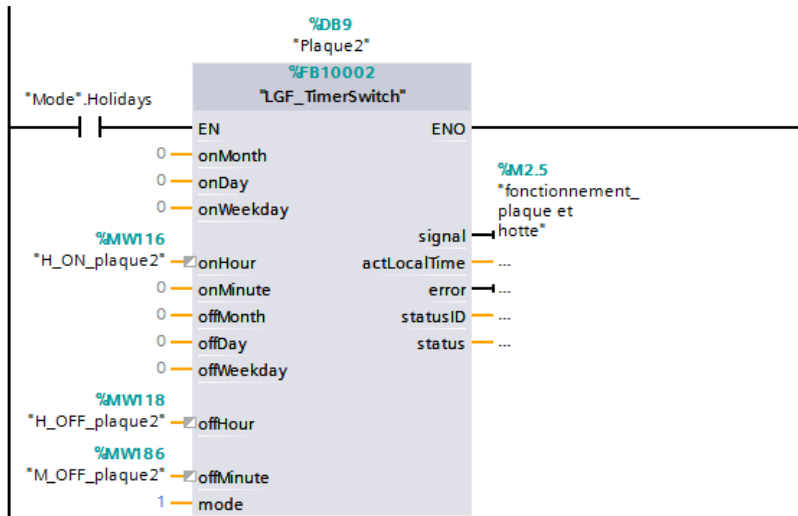 %DB9
"Plaque2"
%FB10002
"LGF_TimerSwitch"
"Mode".Holidays
EN ENO
0 onMonth
0 onDay
%M2.5
0 onWeekday
"fonctionnement_
plaque et
hotte"
signal
%MW116
"H_ON_plaque2" onHour
actLocalTime ...
0 onMinute
error ...
0 offMonth
statusID ...
0 offDay
status ...
0 offWeekday
%MW118
"H_OFF_plaque2" offHour
%MW186
"M_OFF_plaque2" offMinute
1 mode